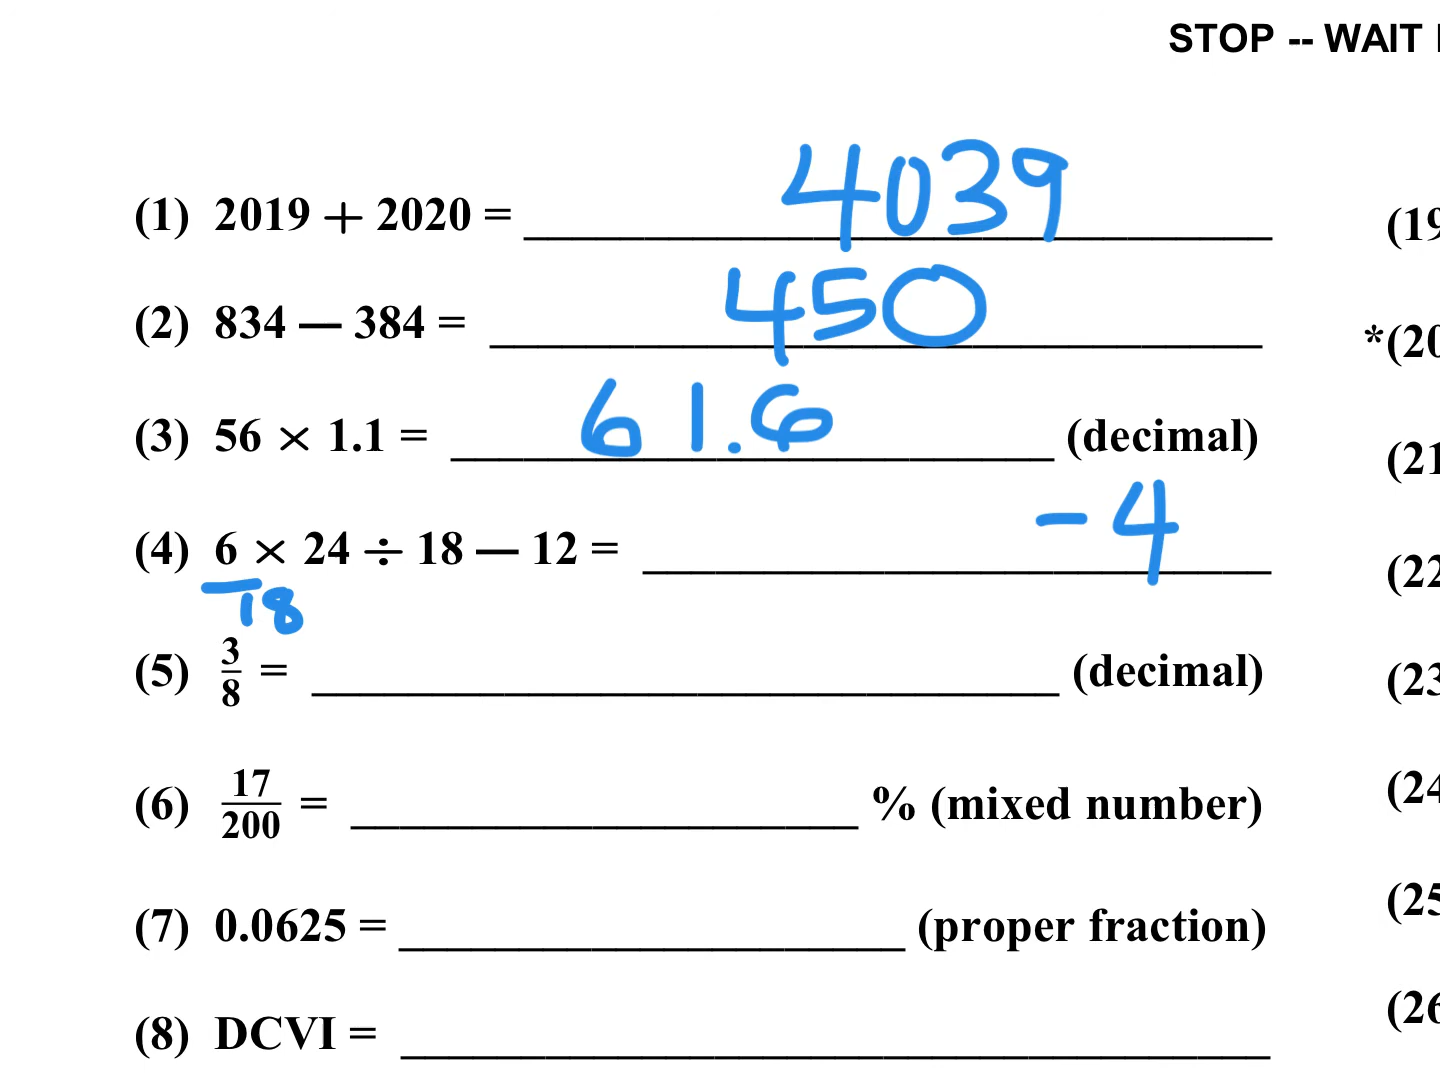 STOP -- WAIT
(1) 2019 + 2020 = 4039
(2) 834 — 384 = 450
(3) 56 × 1.1 = 61.6 (decimal)
(4) 6 × 24 ÷ 18 — 12 = -4
18
(5) 3/8 = (decimal)
(6) 17/200 = % (mixed number)
(7) 0.0625 = (proper fraction)
(8) DCVI =
(19
*(20
(21
(22
(23
(24
(25
(26